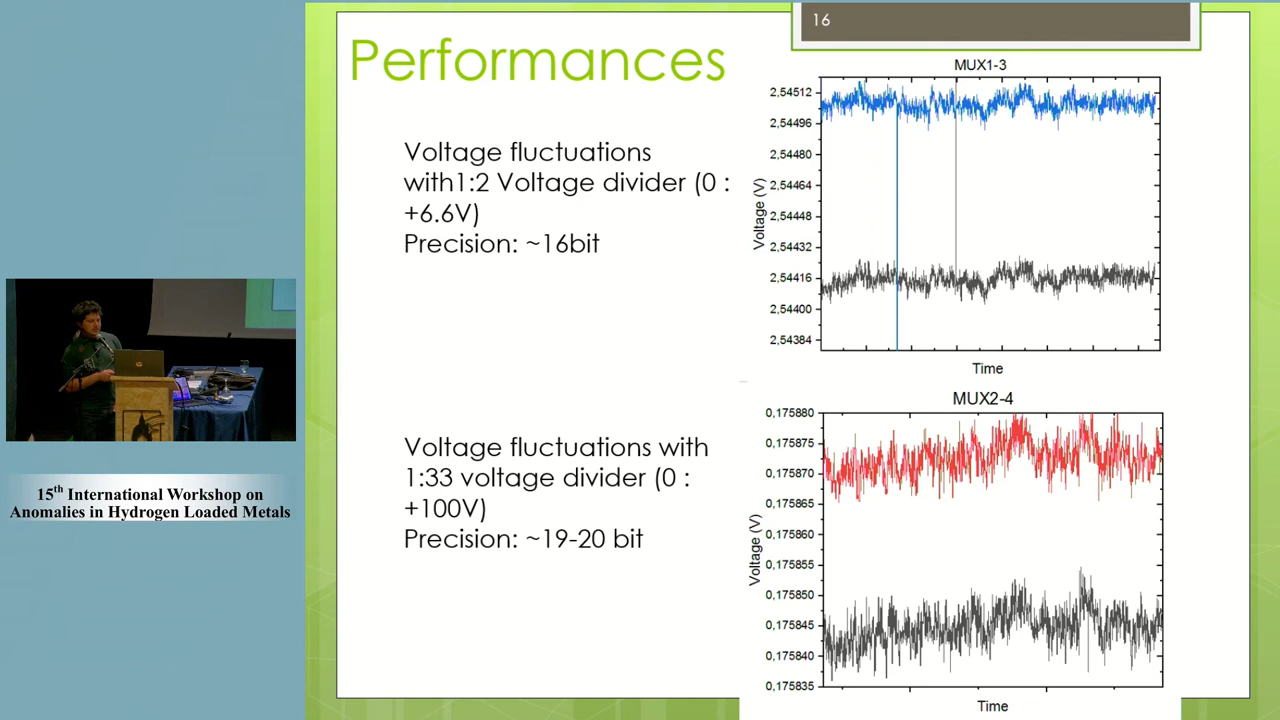 16
Performances
Voltage fluctuations
with1:2 Voltage divider (0 :
+6.6V)
Precision: ~16bit
MUX1-3
2,54512
2,54496
2,54480
2,54464
2,54448
2,54432
2,54416
2,54400
2,54384
Voltage (V)
Time
Voltage fluctuations with
1:33 voltage divider (0 :
+100V)
Precision: ~19-20 bit
MUX2-4
0,175880
0,175875
0,175870
0,175865
0,175860
0,175855
0,175850
0,175845
0,175840
0,175835
Voltage (V)
Time
15th International Workshop on
Anomalies in Hydrogen Loaded Metals